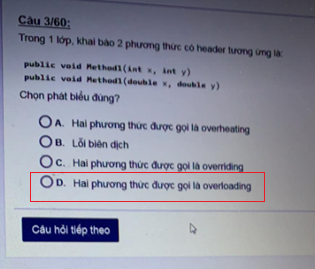 Câu 3/60:
Trong 1 lớp, khai báo 2 phương thức có header tương ứng là:
public void Method1(int x, int y)
public void Method1(double x, double y)
Chọn phát biểu đúng?
A. Hai phương thức được gọi là overheating
B. Lỗi biên dịch
C. Hai phương thức được gọi là overriding
D. Hai phương thức được gọi là overloading
Câu hỏi tiếp theo